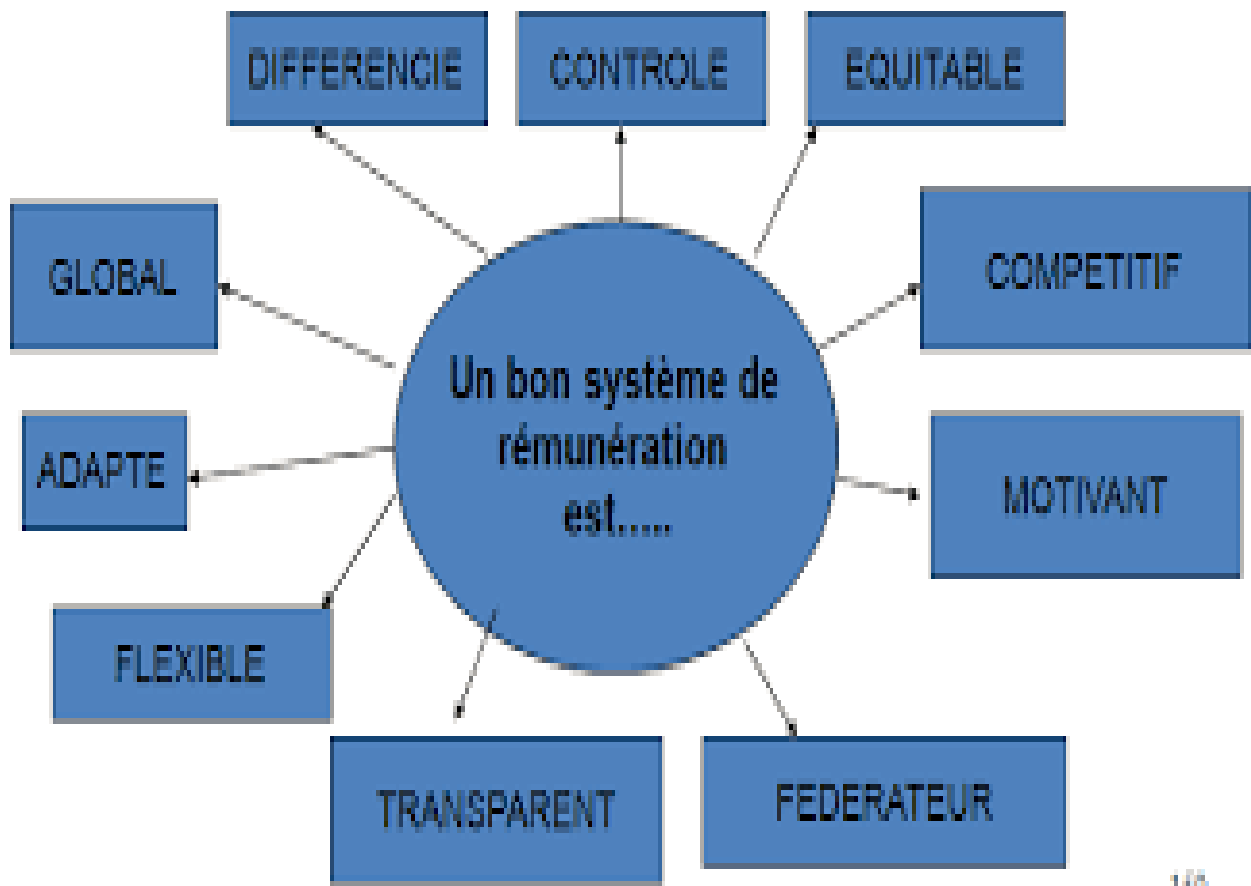 DIFFERENCIE
CONTROLE
EQUITABLE
GLOBAL
COMPETITIF
Un bon système de
rémunération
est.....
ADAPTE
MOTIVANT
FLEXIBLE
TRANSPARENT
FEDERATEUR